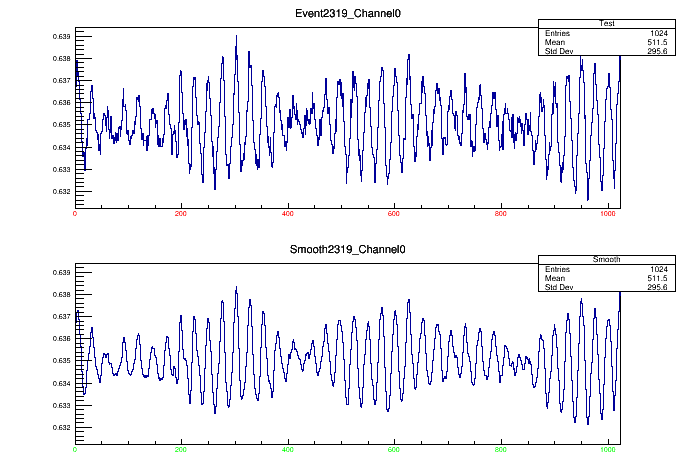 Event2319_Channel0
Test
Entries 1024
Mean 511.5
Std Dev 295.6
0.639
0.638
0.637
0.636
0.635
0.634
0.633
0.632
0 200 400 600 800 1000
Smooth2319_Channel0
Smooth
Entries 1024
Mean 511.5
Std Dev 295.6
0.639
0.638
0.637
0.636
0.635
0.634
0.633
0.632
0 200 400 600 800 1000